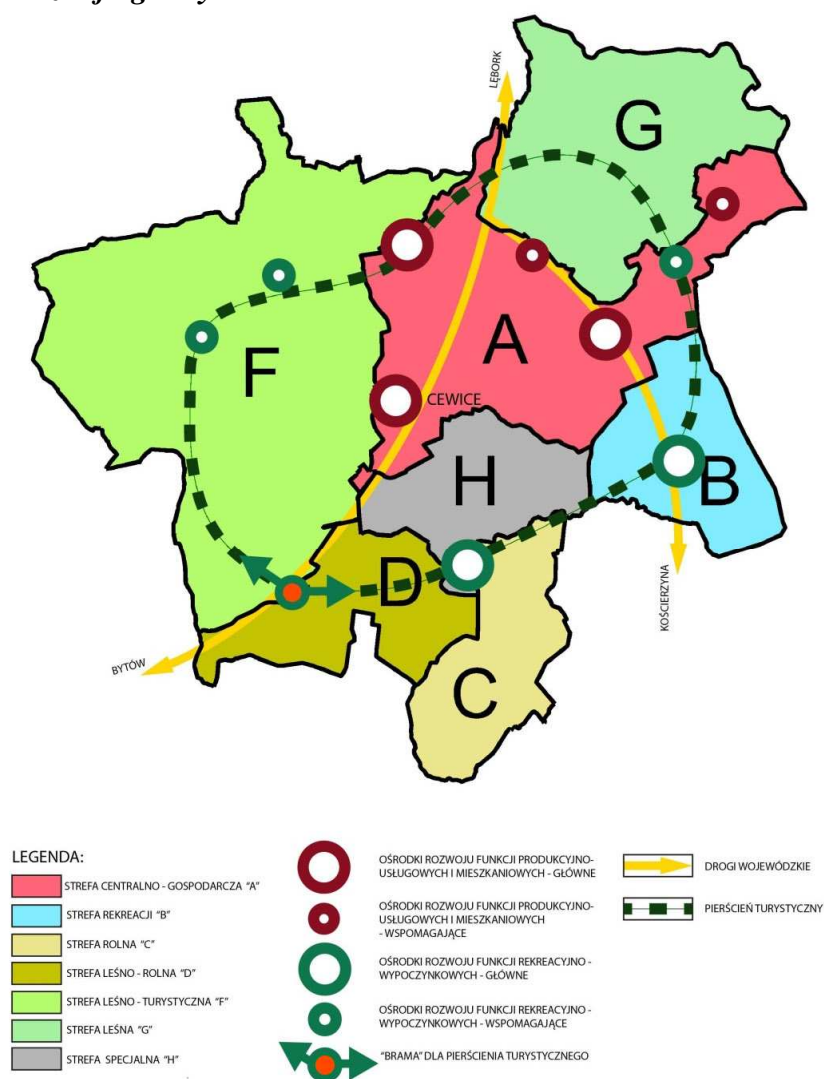 LĘBORK
G
A
F
CEWICE
H
B
D
KOŚCIERZYNA
BYTÓW
C
LEGENDA:
STREFA CENTRALNO - GOSPODARCZA "A"
STREFA REKREACJI "B"
STREFA ROLNA "C"
STREFA LEŚNO - ROLNA "D"
STREFA LEŚNO - TURYSTYCZNA "F"
STREFA LEŚNA "G"
STREFA SPECJALNA "H"
OŚRODKI ROZWOJU FUNKCJI PRODUKCYJNO-
USŁUGOWYCH I MIESZKANIOWYCH - GŁÓWNE
OŚRODKI ROZWOJU FUNKCJI PRODUKCYJNO-
USŁUGOWYCH I MIESZKANIOWYCH
- WSPOMAGAJĄCE
OŚRODKI ROZWOJU FUNKCJI REKREACYJNO -
WYPOCZYNKOWYCH - GŁÓWNE
OŚRODKI ROZWOJU FUNKCJI REKREACYJNO -
WYPOCZYNKOWYCH - WSPOMAGAJĄCE
"BRAMA" DLA PIERŚCIENIA TURYSTYCZNEGO
DROGI WOJEWÓDZKIE
PIERŚCIEŃ TURYSTYCZNY